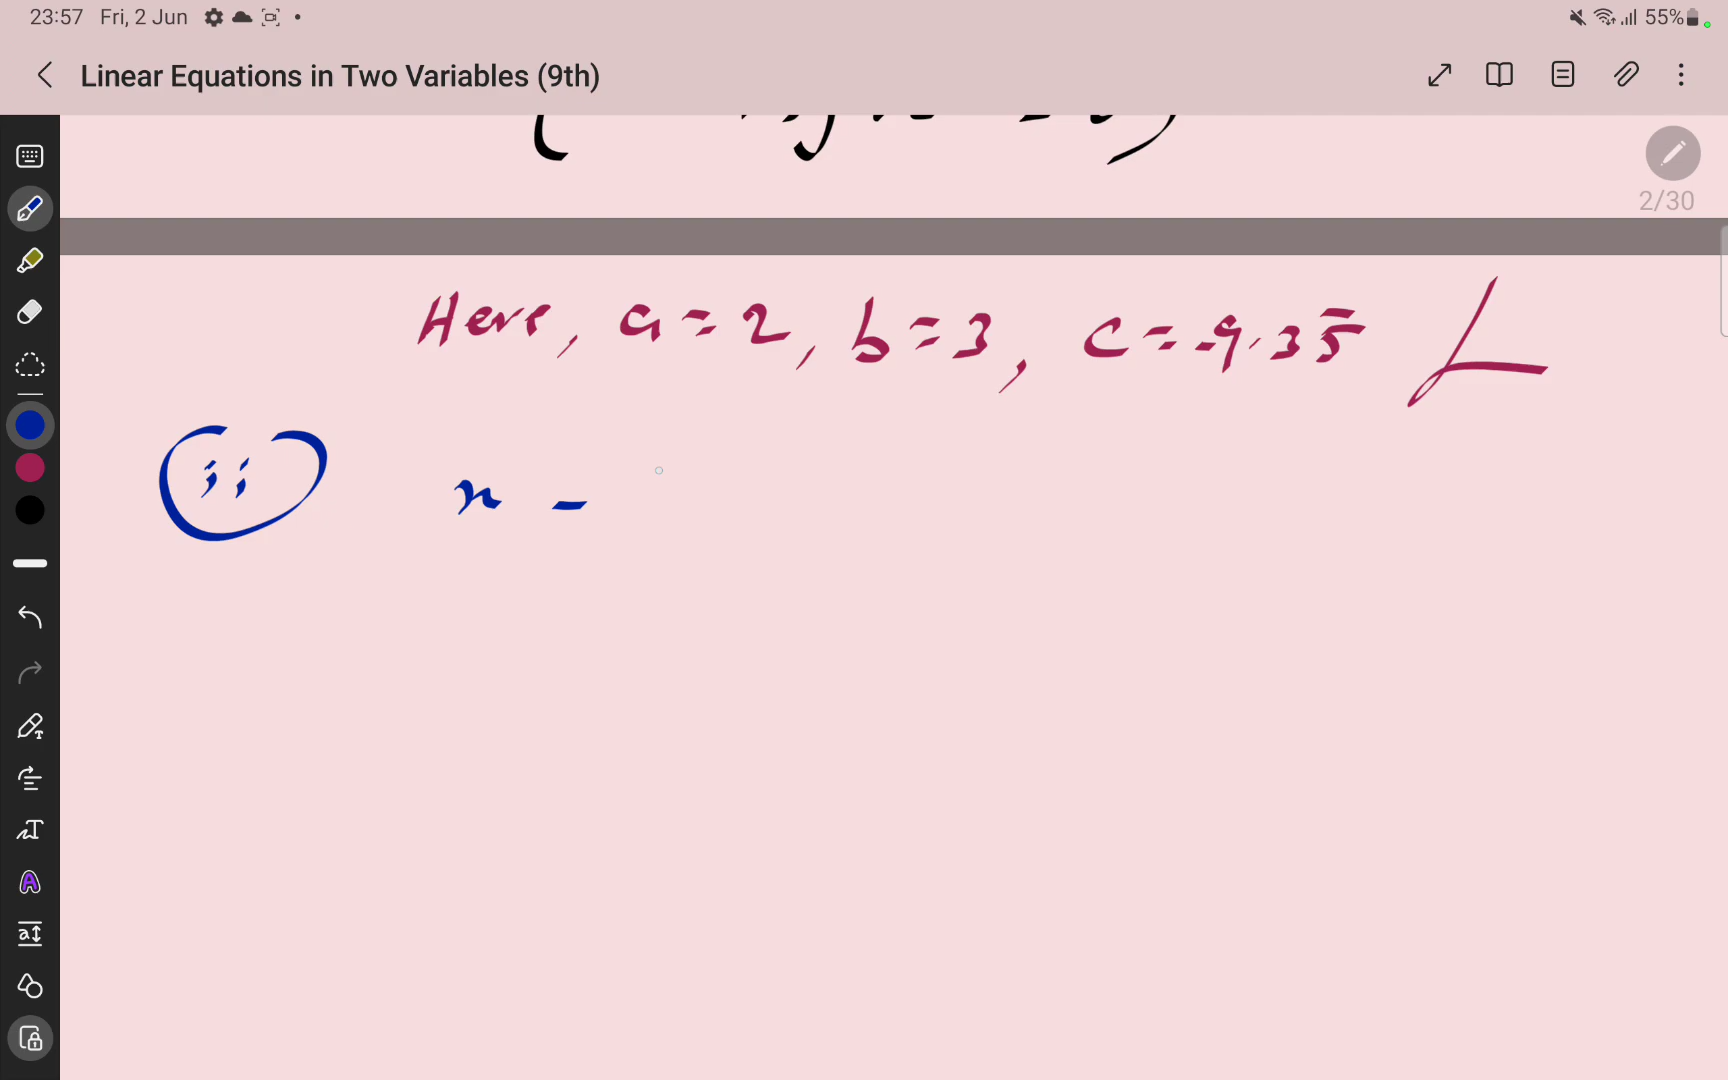 23:57 Fri, 2 Jun 55%
Linear Equations in Two Variables (9th)
2/30
Here, a = 2, b = 3, c = -9.35̅
(ii) x -